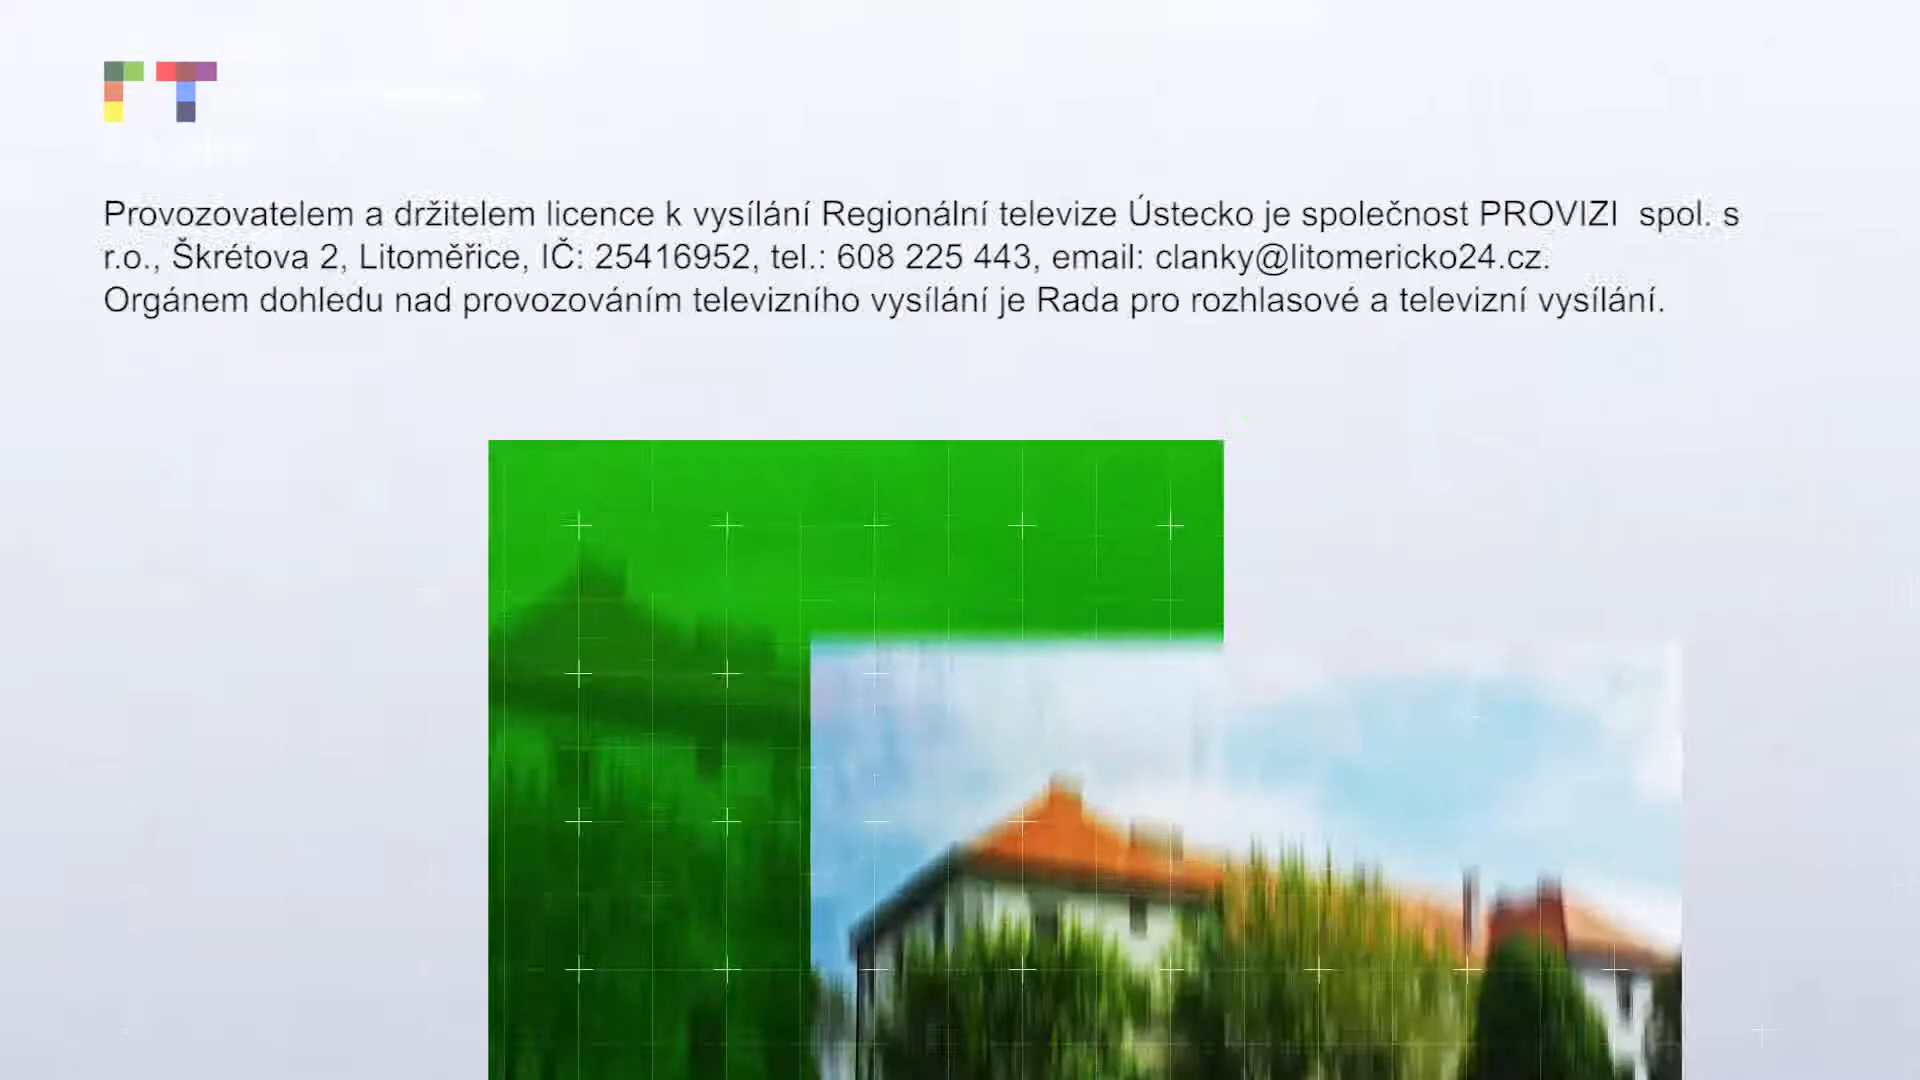 Provozovatelem a držitelem licence k vysílání Regionální televize Ústecko je společnost PROVIZI spol. s
r.o., Škrétova 2, Litoměřice, IČ: 25416952, tel.: 608 225 443, email: clanky@litomericko24.cz.
Orgánem dohledu nad provozováním televizního vysílání je Rada pro rozhlasové a televizní vysílání.